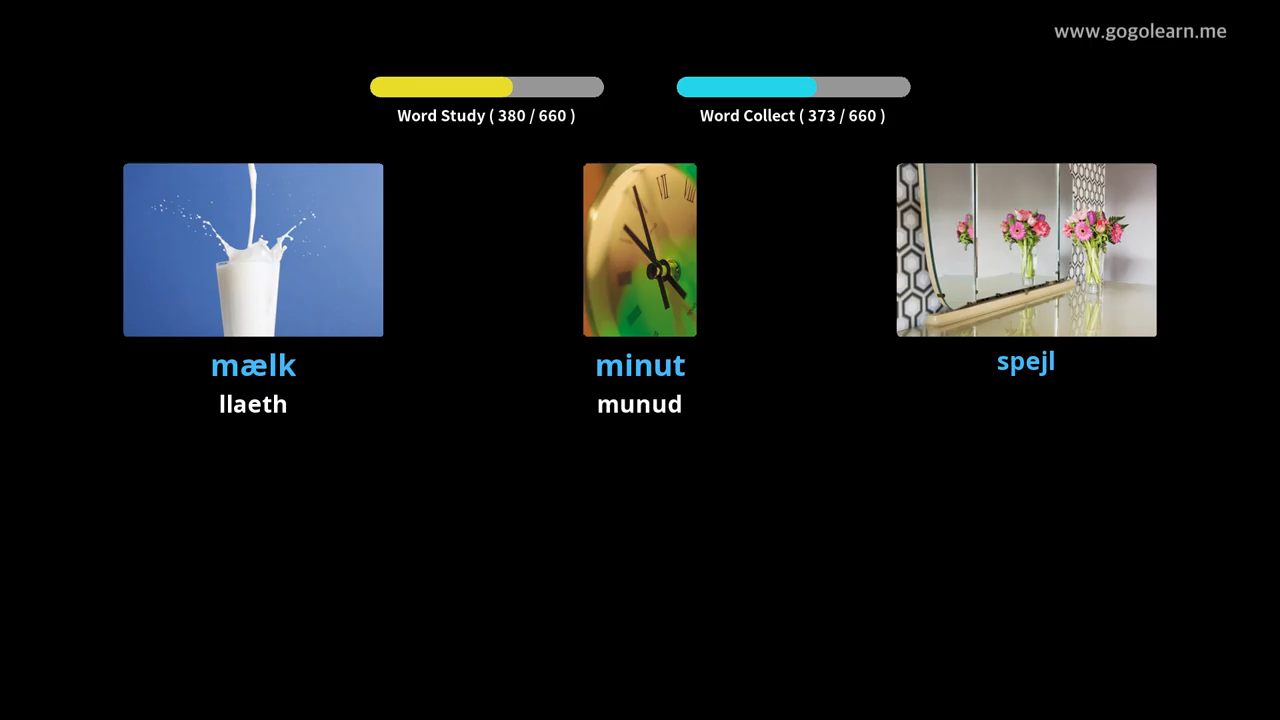 www.gogolearn.me
Word Study ( 380 / 660 )
Word Collect ( 373 / 660 )
mælk
minut
spejl
llaeth
munud